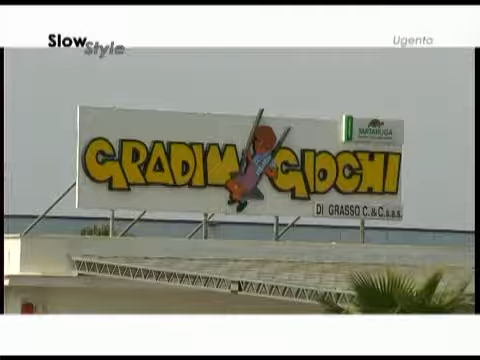 Slow
Style
Ugento
TARTARUGA
GRADIM GIOCHI
DI GRASSO C. & C. s.a.s.